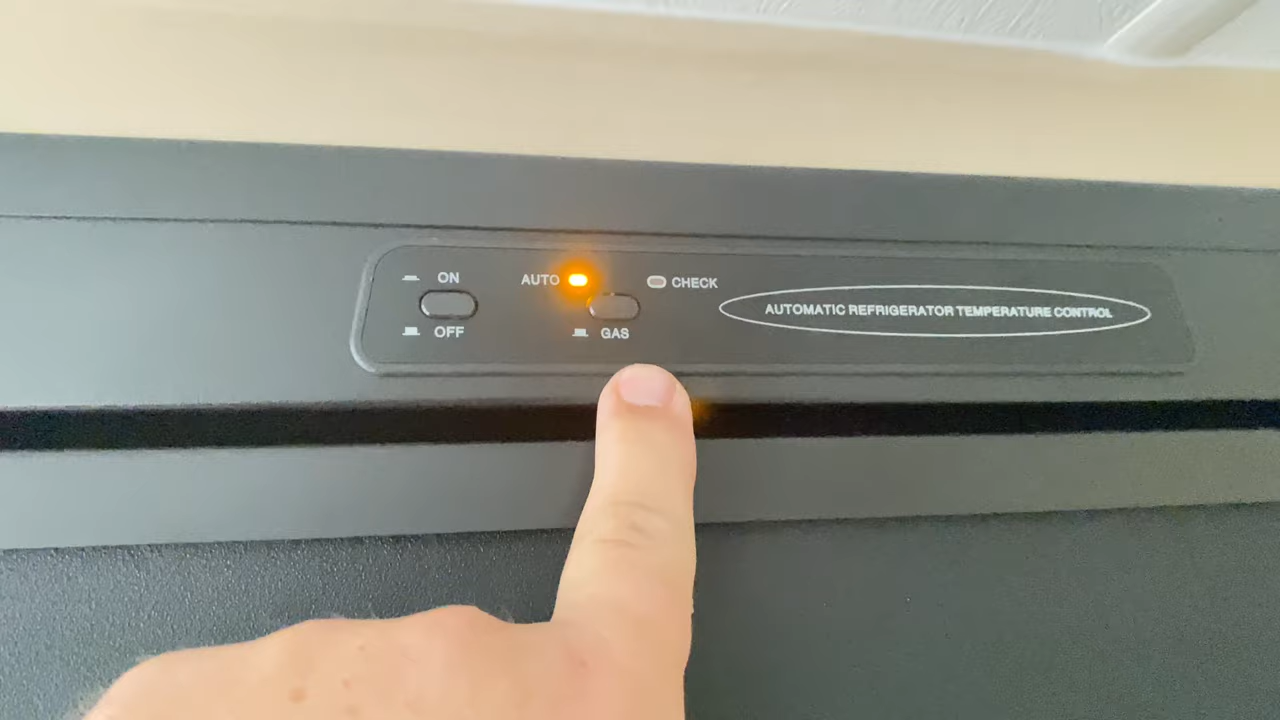 ON
OFF
AUTO
GAS
CHECK
AUTOMATIC REFRIGERATOR TEMPERATURE CONTROL